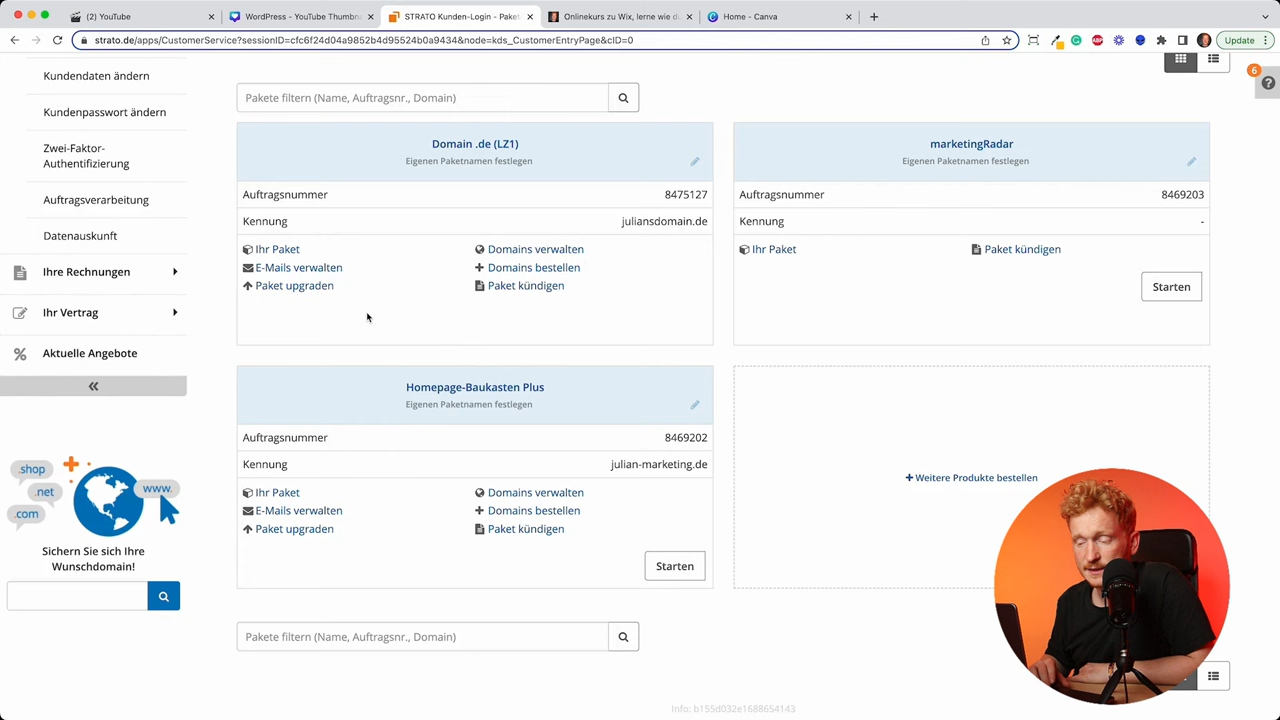 (2) YouTube
WordPress - YouTube Thumbn
STRATO Kunden-Login - Paket
Onlinekurs zu Wix, lerne wie du
Home - Canva
strato.de/apps/CustomerService?sessionID=cfc6f24d04a9852b4d95524b0a9434&node=kds_CustomerEntryPage&cID=0
ABP
Update
Kundendaten ändern
Kundenpasswort ändern
Zwei-Faktor-
Authentifizierung
Auftragsverarbeitung
Datenauskunft
Ihre Rechnungen
Ihr Vertrag
Aktuelle Angebote
«
.shop
.net
.com
www.
Sichern Sie sich Ihre
Wunschdomain!
6
?
Pakete filtern (Name, Auftragsnr., Domain)
Domain .de (LZ1)
Eigenen Paketnamen festlegen
Auftragsnummer 8475127
Kennung juliansdomain.de
Ihr Paket Domains verwalten
E-Mails verwalten + Domains bestellen
Paket upgraden Paket kündigen
marketingRadar
Eigenen Paketnamen festlegen
Auftragsnummer 8469203
Kennung -
Ihr Paket Paket kündigen
Starten
Homepage-Baukasten Plus
Eigenen Paketnamen festlegen
Auftragsnummer 8469202
Kennung julian-marketing.de
Ihr Paket Domains verwalten
E-Mails verwalten + Domains bestellen
Paket upgraden Paket kündigen
Starten
+ Weitere Produkte bestellen
Pakete filtern (Name, Auftragsnr., Domain)
Info: b155d032e1688654143